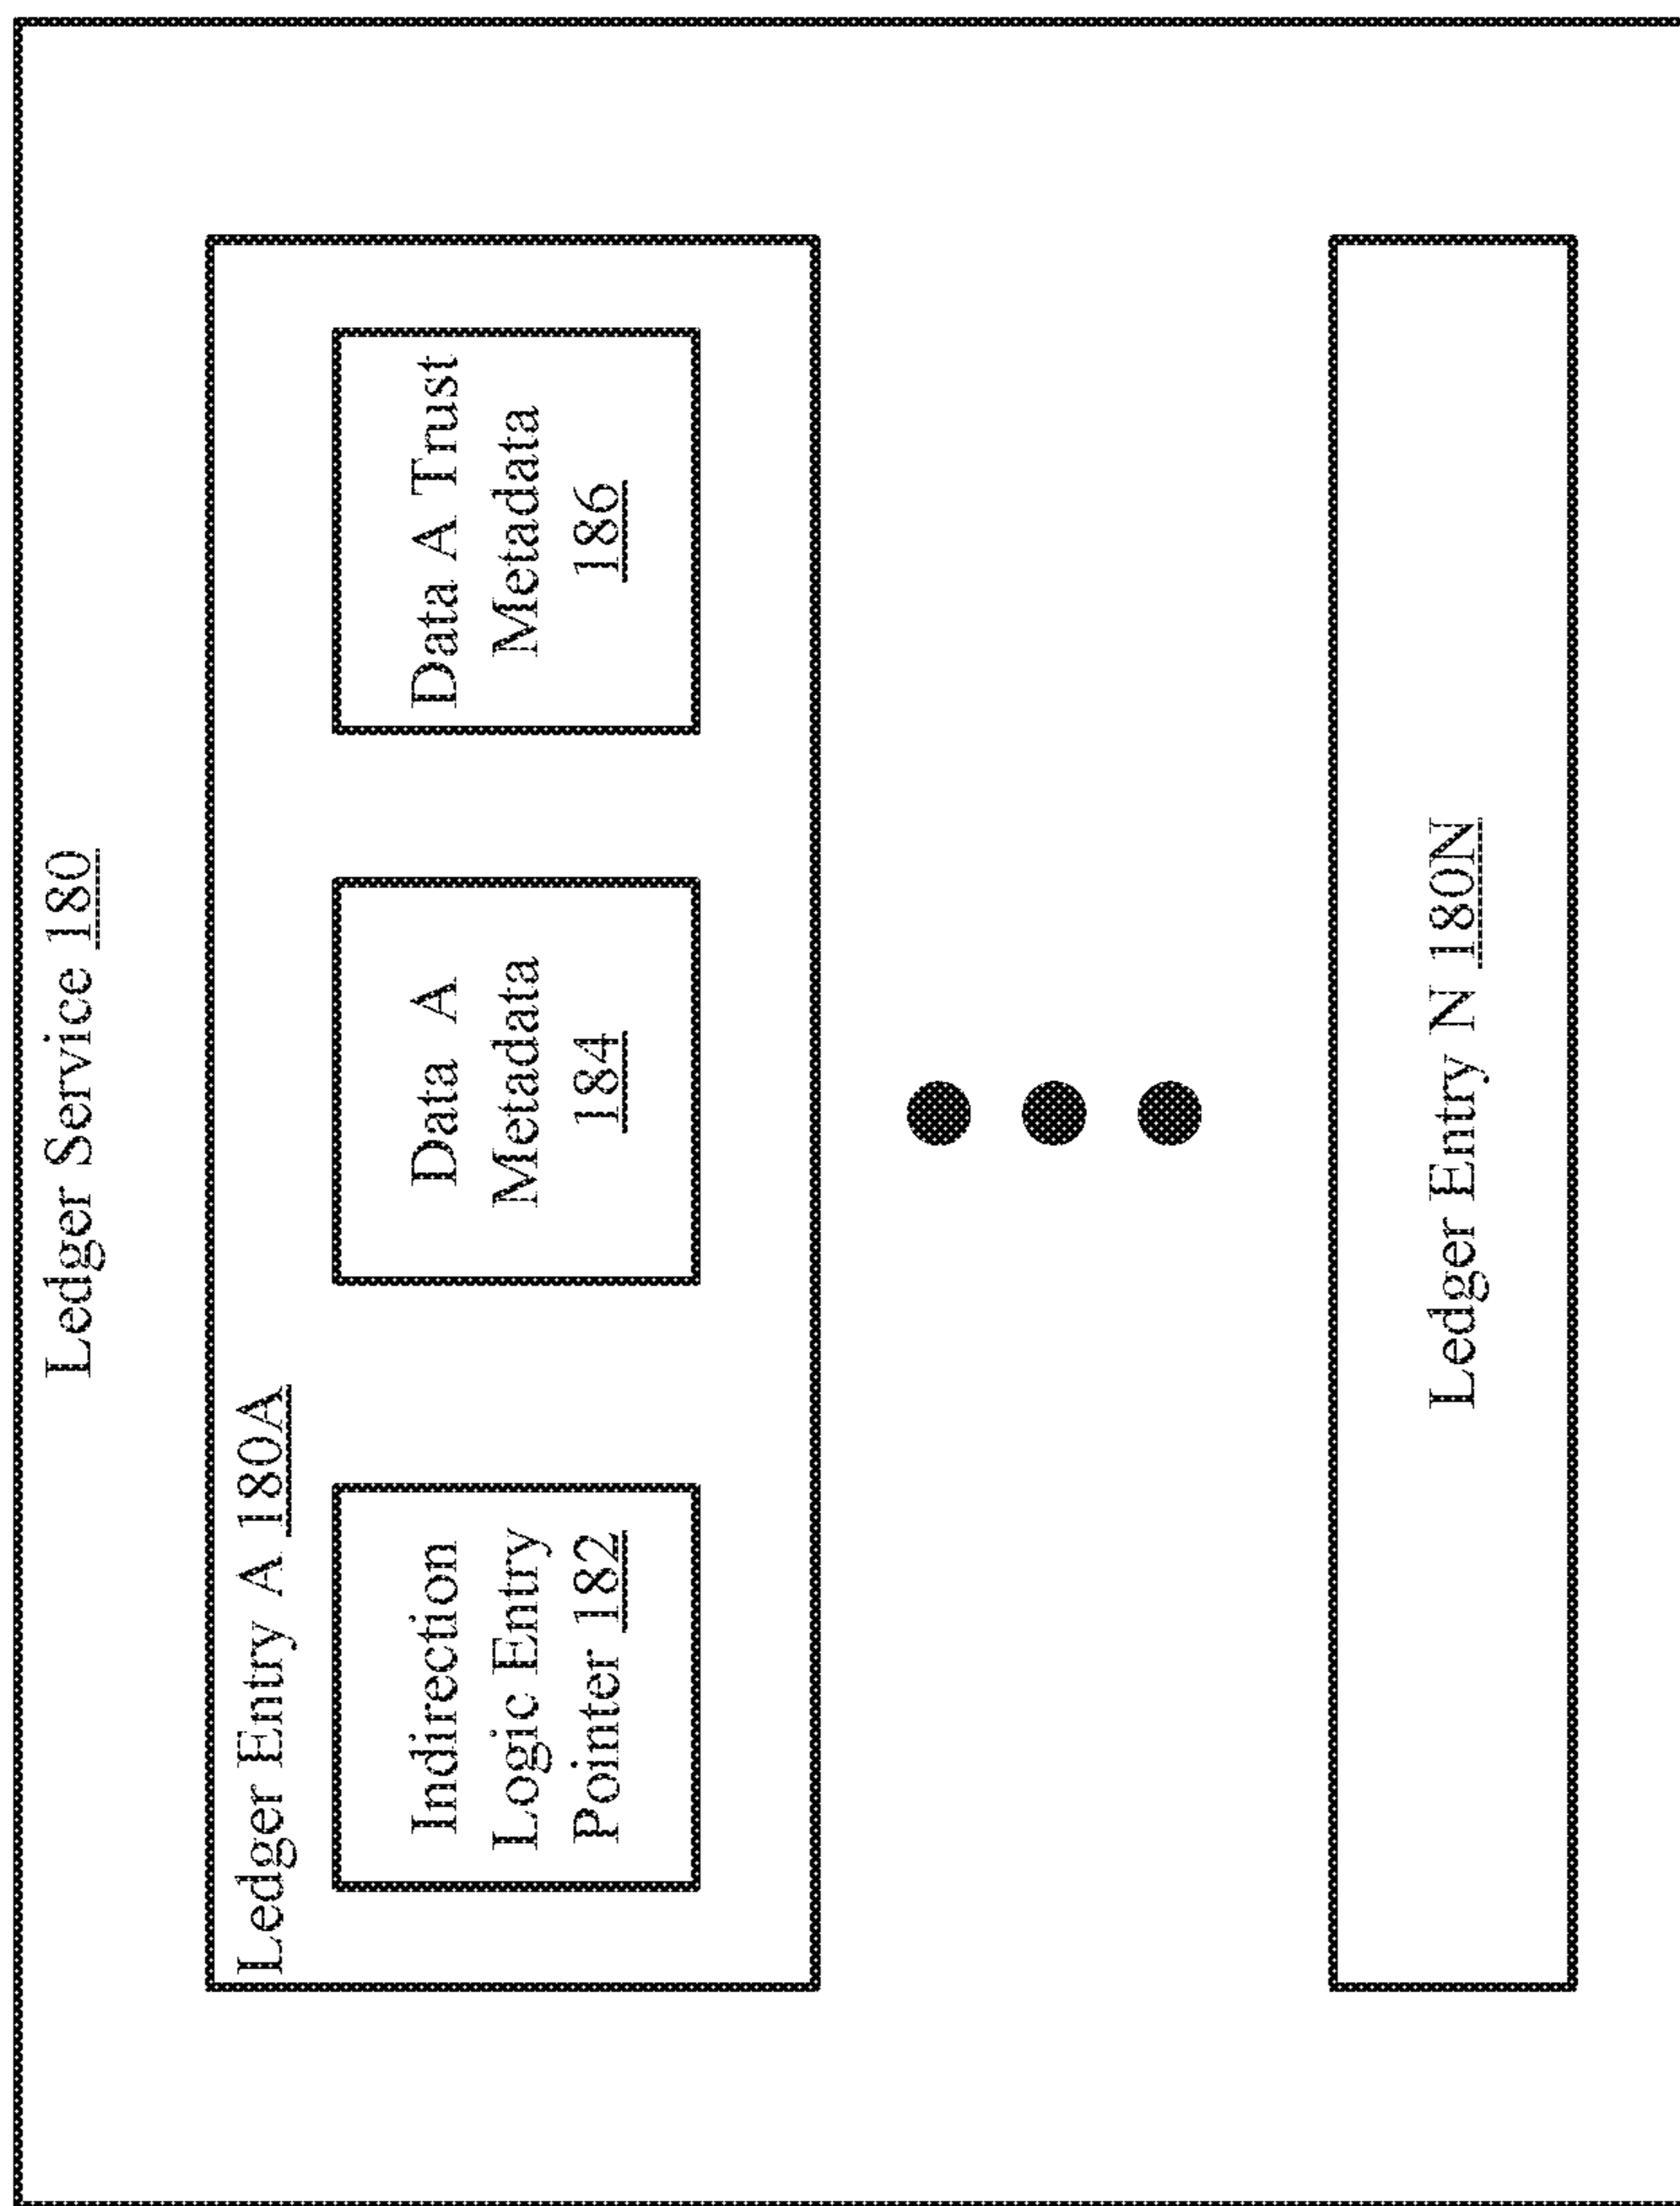 Ledger Service 180
Ledger Entry A 180A
Indirection
Logic Entry
Pointer 182
Data A
Metadata
184
Data A Trust
Metadata
186
Ledger Entry N 180N